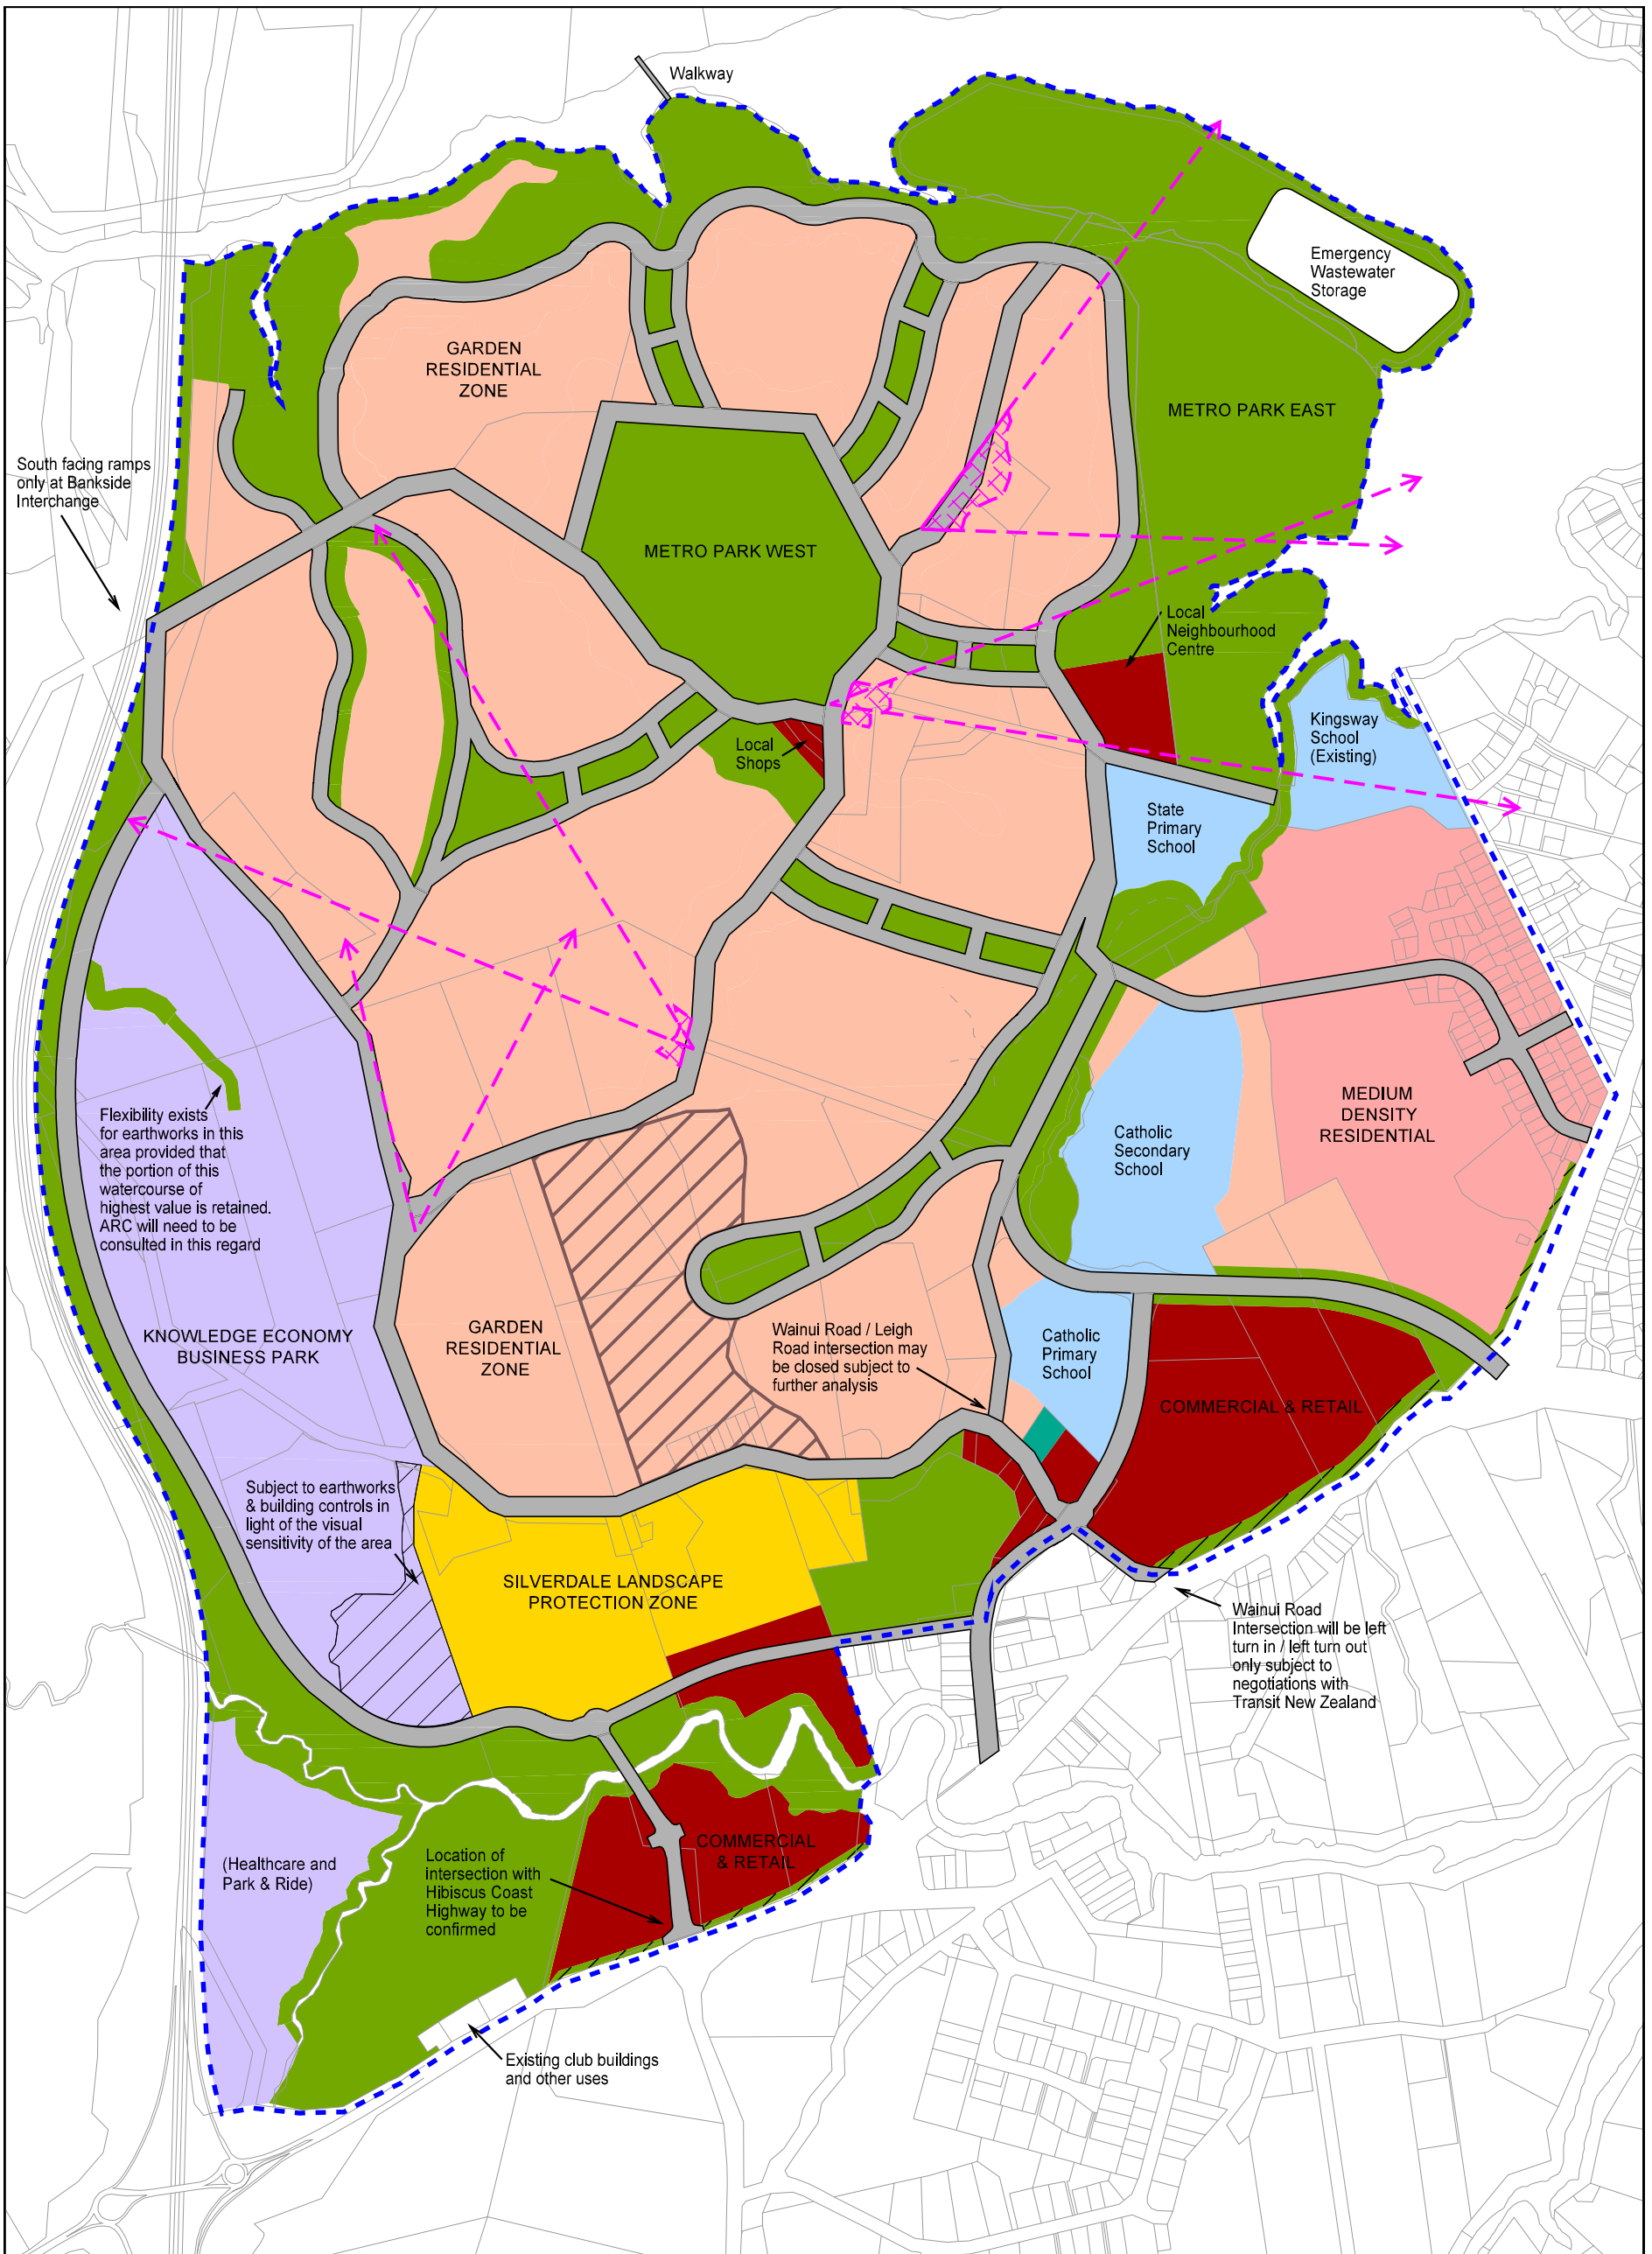 Walkway
Emergency
Wastewater
Storage
GARDEN
RESIDENTIAL
ZONE
METRO PARK EAST
South facing ramps
only at Bankside
Interchange
METRO PARK WEST
Local
Neighbourhood
Centre
Kingsway
School
(Existing)
Local
Shops
State
Primary
School
MEDIUM
DENSITY
RESIDENTIAL
Flexibility exists
for earthworks in this
area provided that
the portion of this
watercourse of
highest value is retained.
ARC will need to be
consulted in this regard
Catholic
Secondary
School
KNOWLEDGE ECONOMY
BUSINESS PARK
GARDEN
RESIDENTIAL
ZONE
Wainui Road / Leigh
Road intersection may
be closed subject to
further analysis
Catholic
Primary
School
COMMERCIAL & RETAIL
Subject to earthworks
& building controls in
light of the visual
sensitivity of the area
SILVERDALE LANDSCAPE
PROTECTION ZONE
Wainui Road
Intersection will be left
turn in / left turn out
only subject to
negotiations with
Transit New Zealand
(Healthcare and
Park & Ride)
Location of
intersection with
Hibiscus Coast
Highway to be
confirmed
COMMERCIAL
& RETAIL
Existing club buildings
and other uses